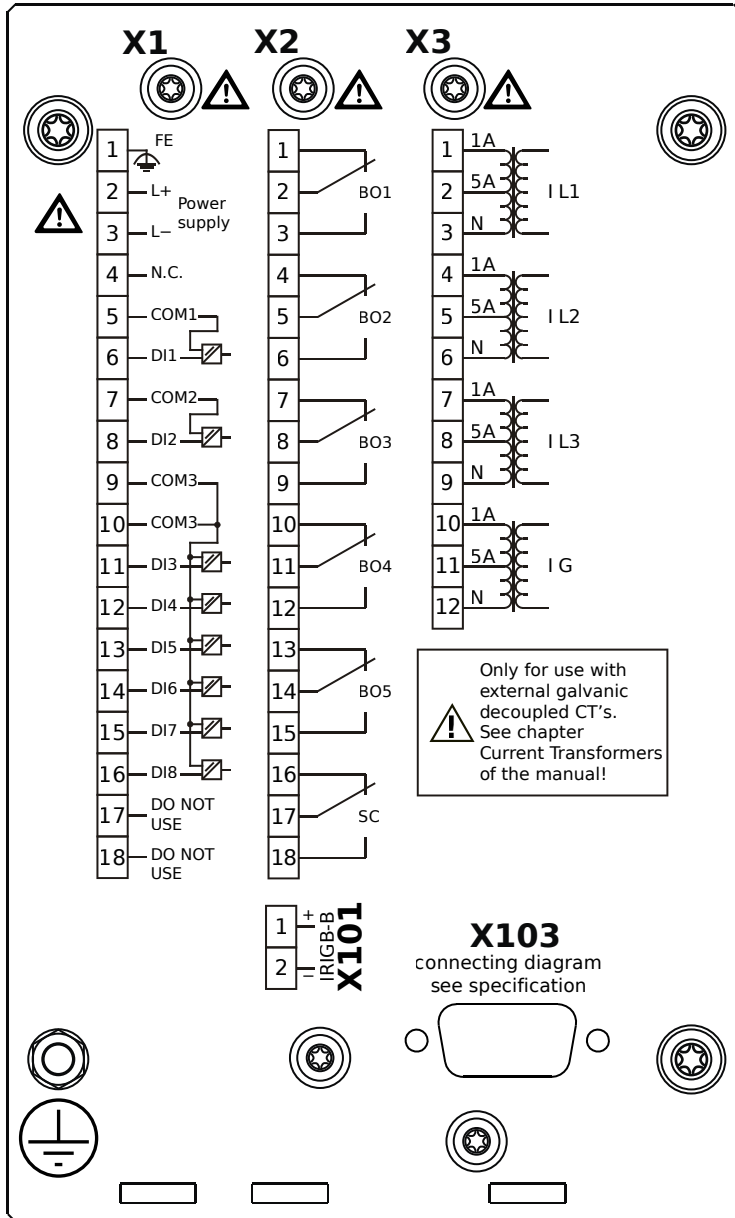 X1 X2 X3
1 FE
2 L+
3 L−
Power
supply
4 N.C.
5 COM1
6 DI1
7 COM2
8 DI2
9 COM3
10 COM3
11 DI3
12 DI4
13 DI5
14 DI6
15 DI7
16 DI8
17 DO NOT
USE
18 DO NOT
USE
1
2 BO1
3
4
5 BO2
6
7
8 BO3
9
10
11 BO4
12
13
14 BO5
15
16
17 SC
18
1 1A
2 5A I L1
3 N
4 1A
5 5A I L2
6 N
7 1A
8 5A I L3
9 N
10 1A
11 5A I G
12 N
Only for use with
external galvanic
decoupled CT's.
See chapter
Current Transformers
of the manual!
1 +
2 −
IRIGB-B
X101
X103
connecting diagram
see specification